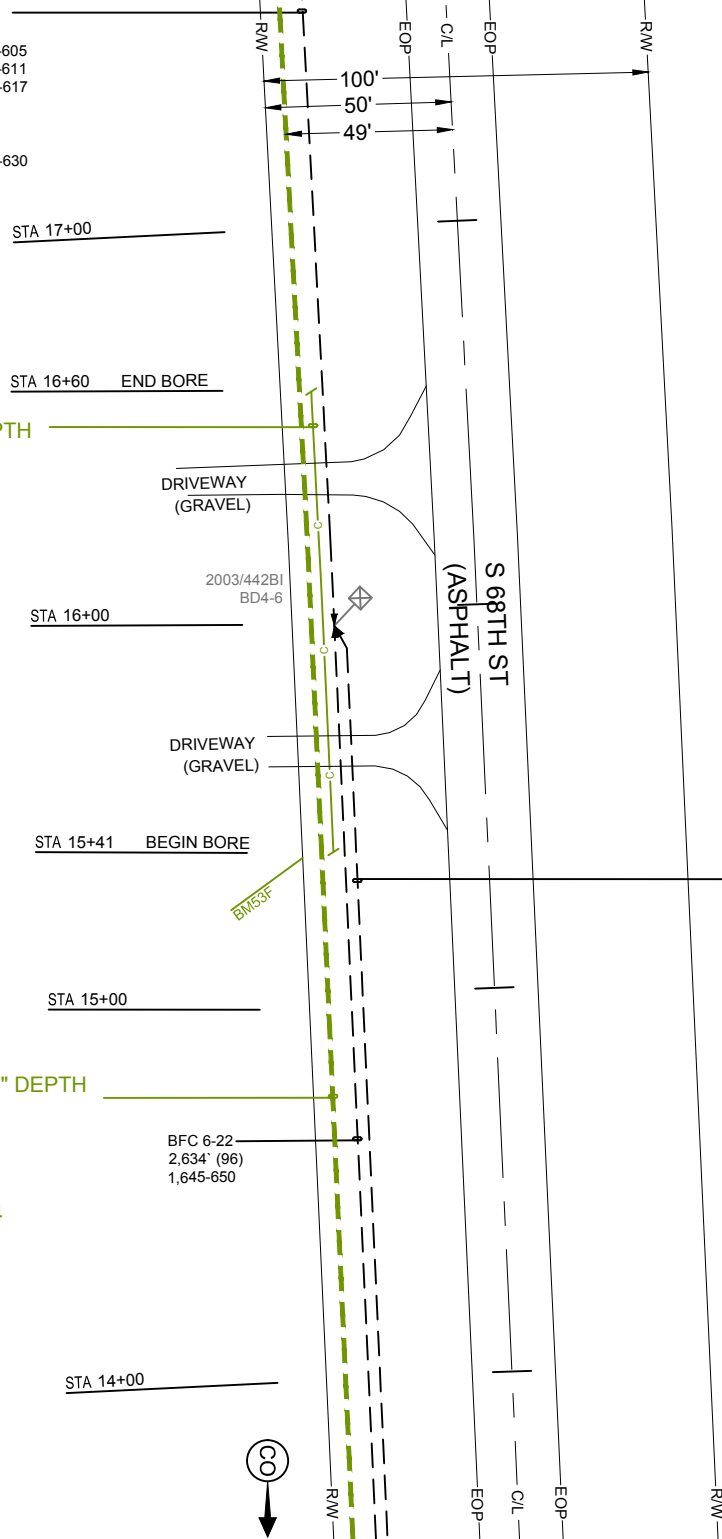 R/W
EOP
C/L
EOP
R/W
-605
-611
-617
100'
50'
49'
-630
STA 17+00
STA 16+60 END BORE
PTH
DRIVEWAY
(GRAVEL)
2003/442BI
BD4-6
S 68TH ST
(ASPHALT)
STA 16+00
C
C
C
DRIVEWAY
(GRAVEL)
STA 15+41 BEGIN BORE
BM53F
STA 15+00
" DEPTH
BFC 6-22
2,634` (96)
1,645-650
STA 14+00
CO
R/W
EOP
C/L
EOP
R/W